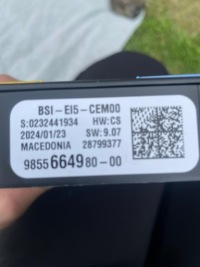 BSI-EI5-CEM00
S:0232441934 HW:CS
2024/01/23 SW:9.07
MACEDONIA 28799377
9855664980-00